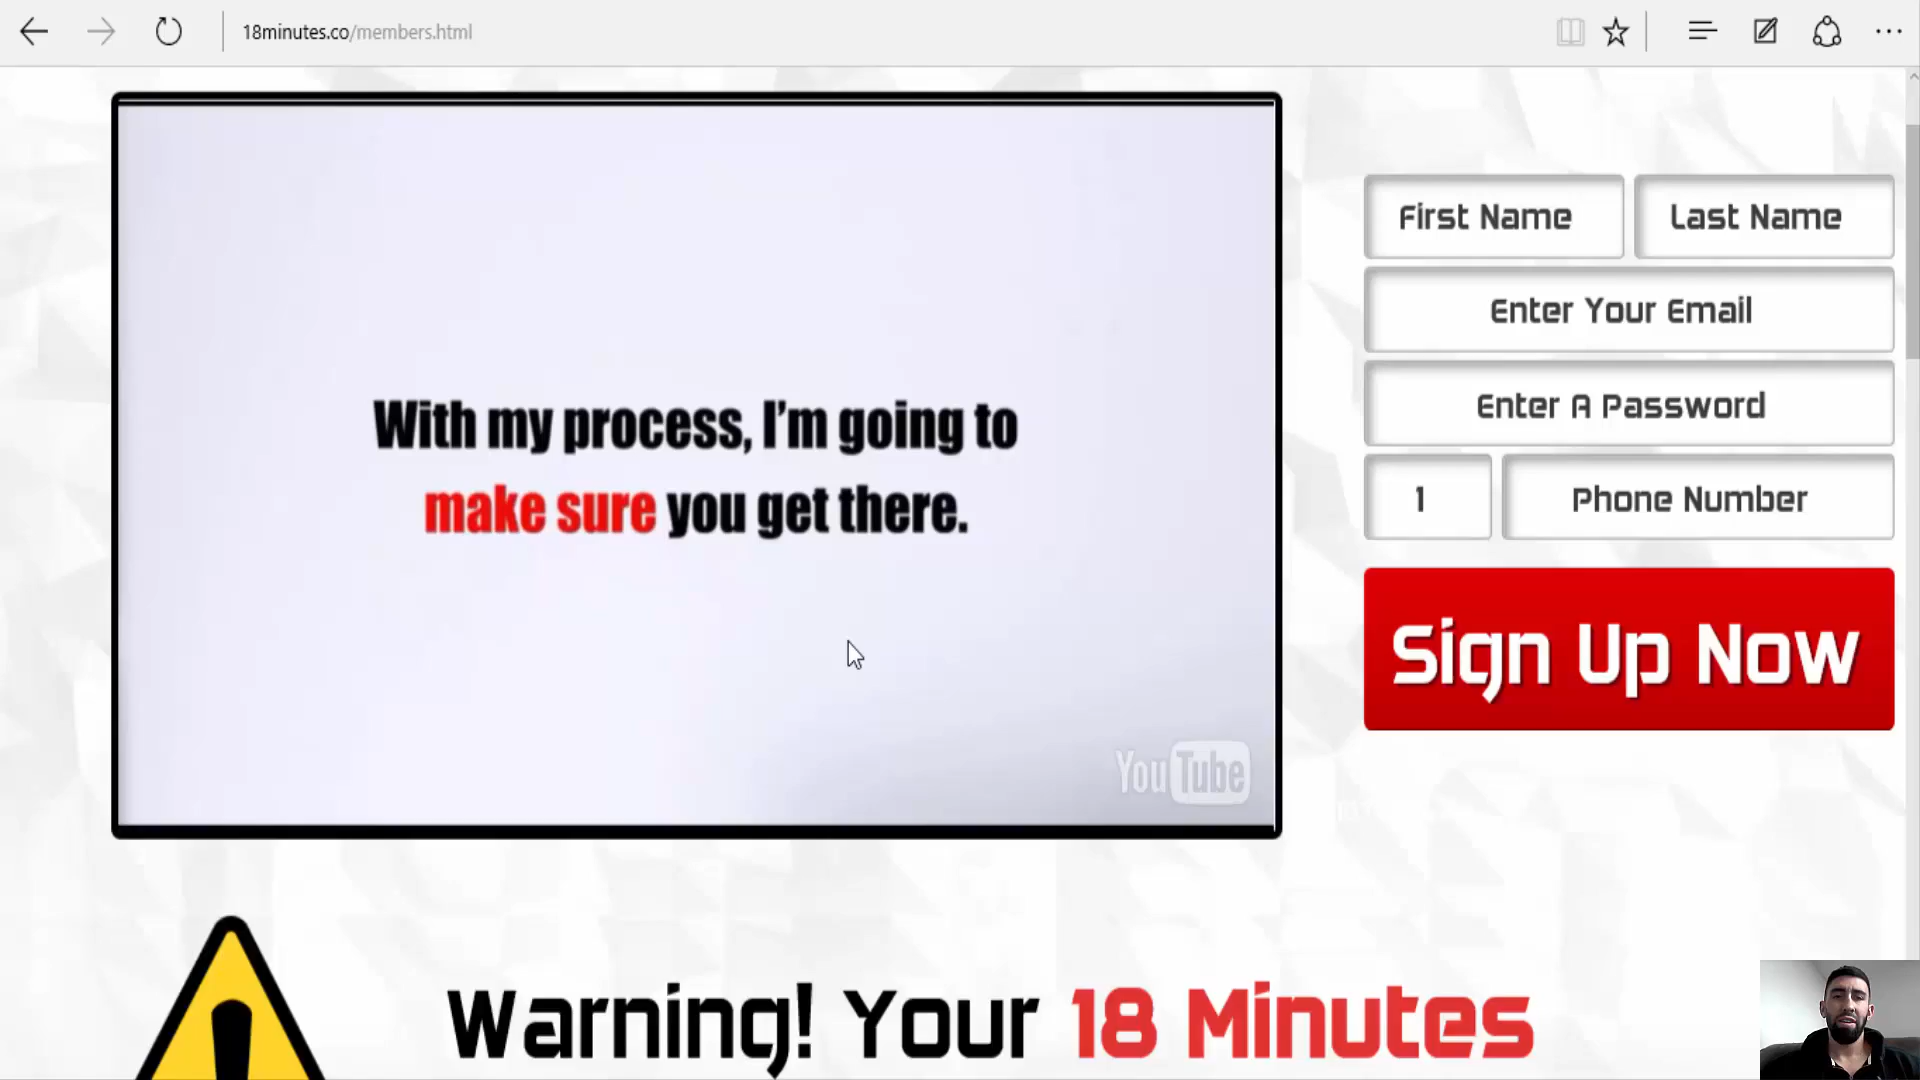 18minutes.co/members.html
With my process, I'm going to
make sure you get there.
YouTube
First Name
Last Name
Enter Your Email
Enter A Password
1
Phone Number
Sign Up Now
Warning! Your 18 Minutes